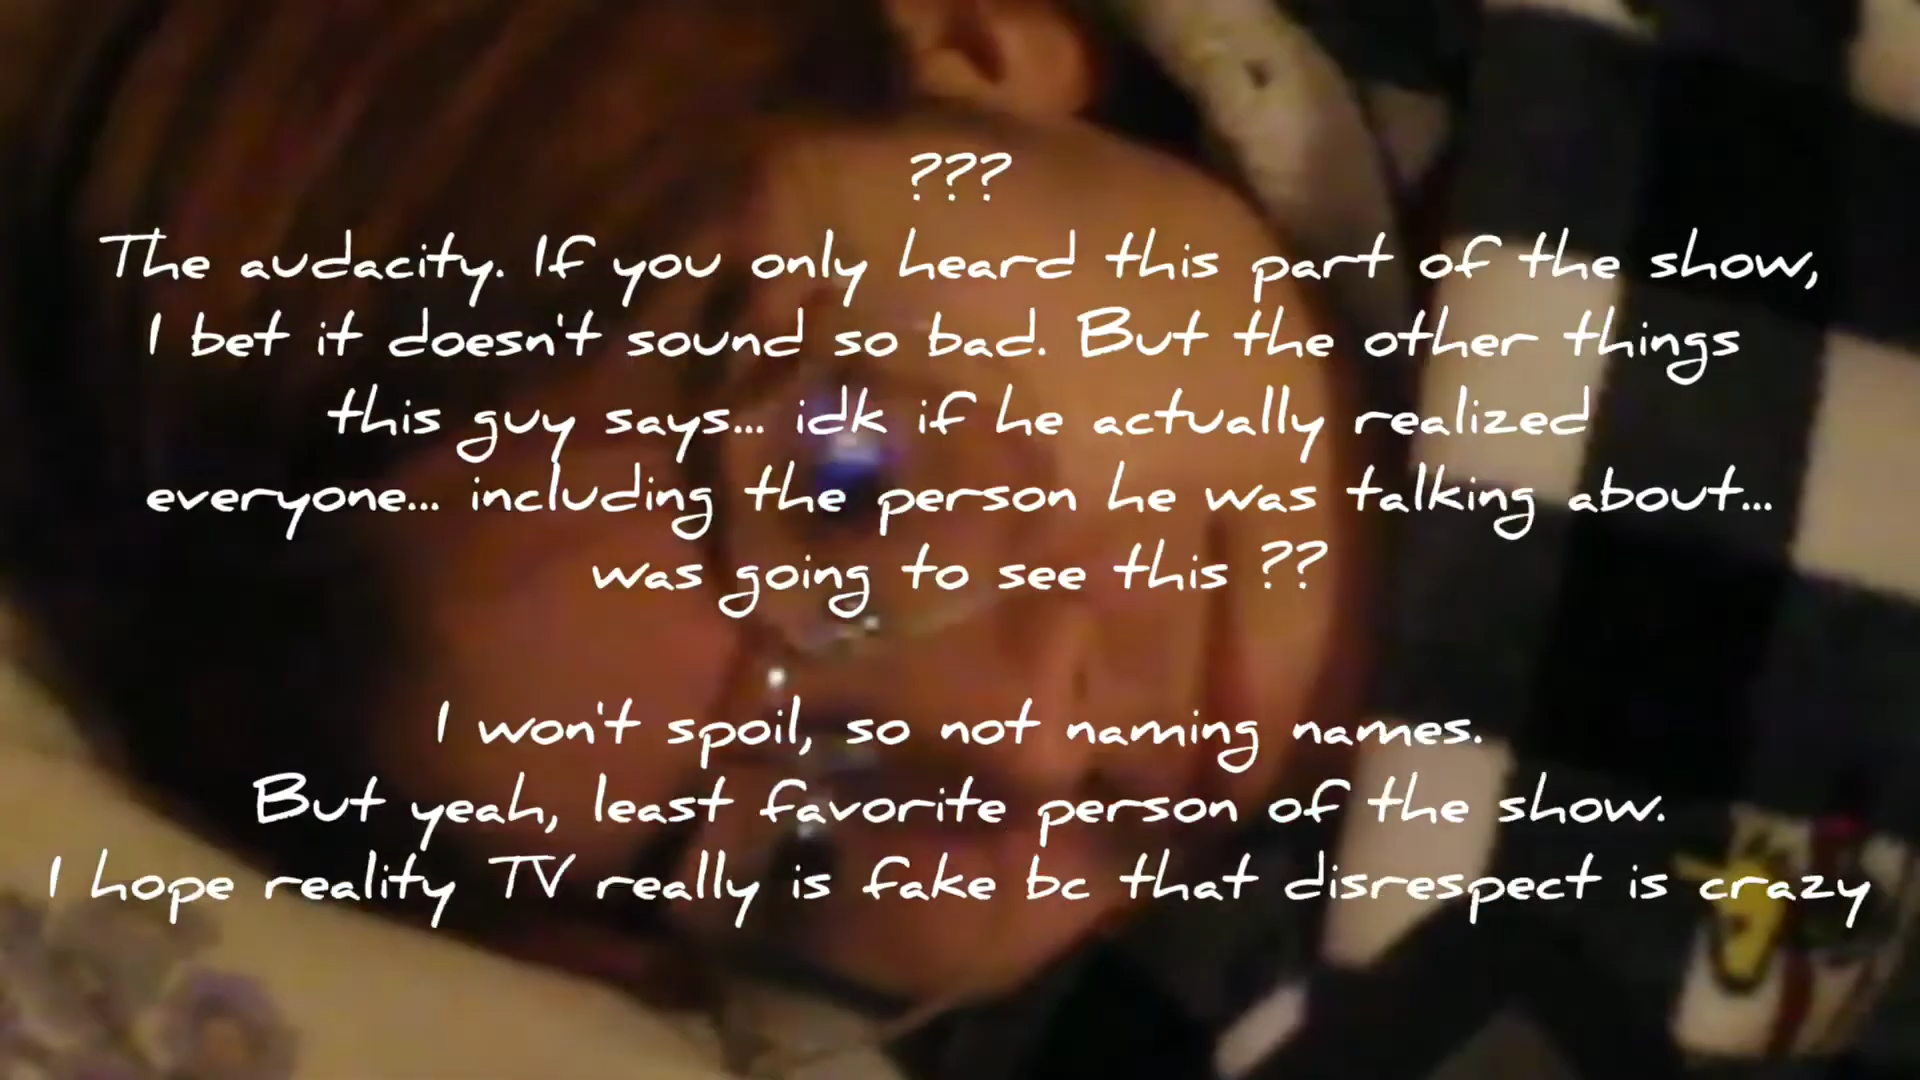 ???
The audacity. If you only heard this part of the show,
I bet it doesn't sound so bad. But the other things
this guy says... idk if he actually realized
everyone... including the person he was talking about...
was going to see this ??
I won't spoil, so not naming names.
But yeah, least favorite person of the show.
I hope reality TV really is fake bc that disrespect is crazy